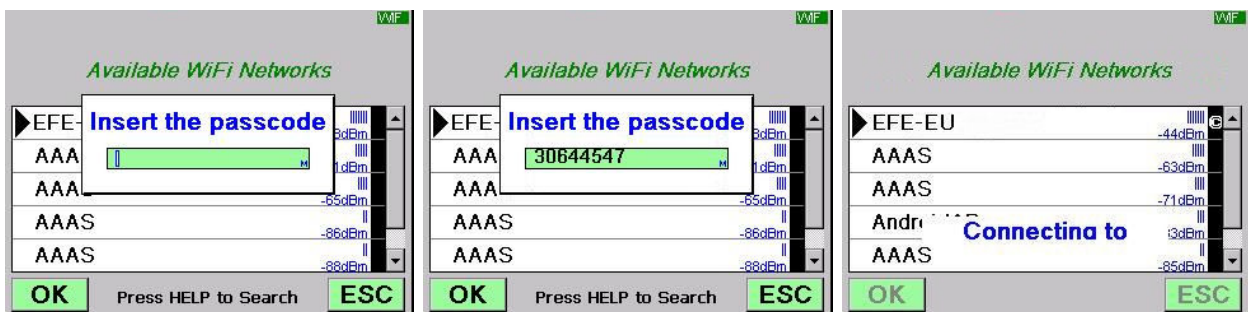 WIF
Available WiFi Networks
EFE-
Insert the passcode
M
AAA
AAA
-65dBm
AAAS
-86dBm
AAAS
-88dBm
OK
Press HELP to Search
ESC
WIF
Available WiFi Networks
EFE-
Insert the passcode
30644547
M
AAA
AAA
-65dBm
AAAS
-86dBm
AAAS
-88dBm
OK
Press HELP to Search
ESC
WIF
Available WiFi Networks
EFE-EU
-44dBm
©
AAAS
-63dBm
AAAS
-71dBm
Andr
3dBm
Connecting to
AAAS
-85dBm
OK
ESC